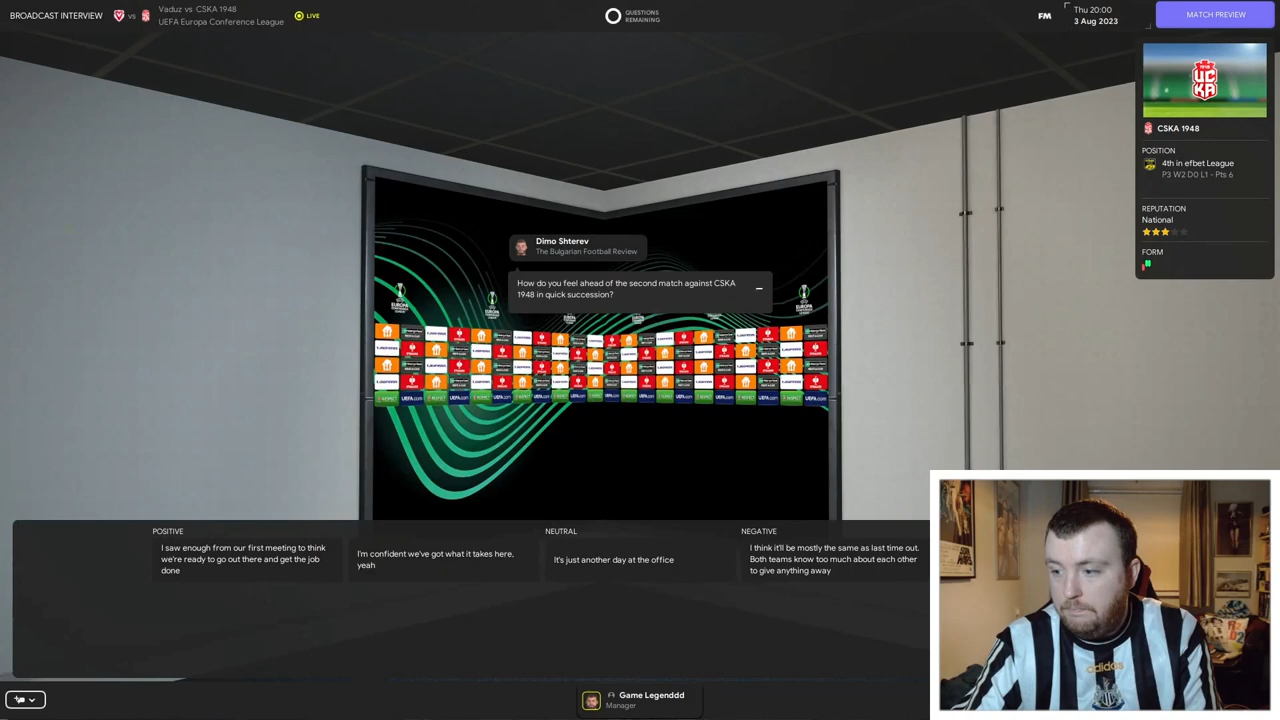 BROADCAST INTERVIEW
vs
Vaduz vs CSKA 1948
UEFA Europa Conference League
LIVE
QUESTIONS
REMAINING
FM
Thu 20:00
3 Aug 2023
MATCH PREVIEW
CSKA 1948
POSITION
4th in efbet League
P3 W2 D0 L1 - Pts 6
REPUTATION
National
FORM
Dimo Shterev
The Bulgarian Football Review
How do you feel ahead of the second match against CSKA
1948 in quick succession?
EUROPA
UEFA.com
POSITIVE
I saw enough from our first meeting to think
we're ready to go out there and get the job
done
I'm confident we've got what it takes here,
yeah
NEUTRAL
It's just another day at the office
NEGATIVE
I think it'll be mostly the same as last time out.
Both teams know too much about each other
to give anything away
Game Legenddd
Manager
adidas